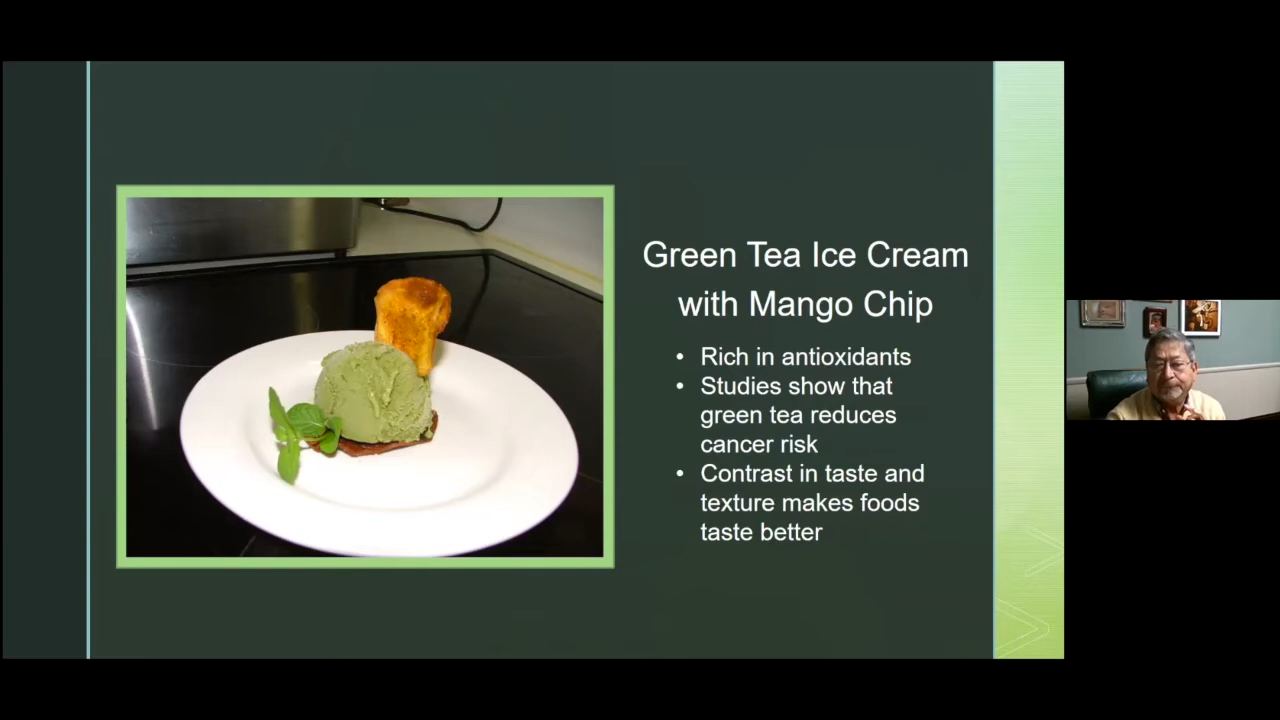 Green Tea Ice Cream
with Mango Chip
• Rich in antioxidants
• Studies show that
green tea reduces
cancer risk
• Contrast in taste and
texture makes foods
taste better